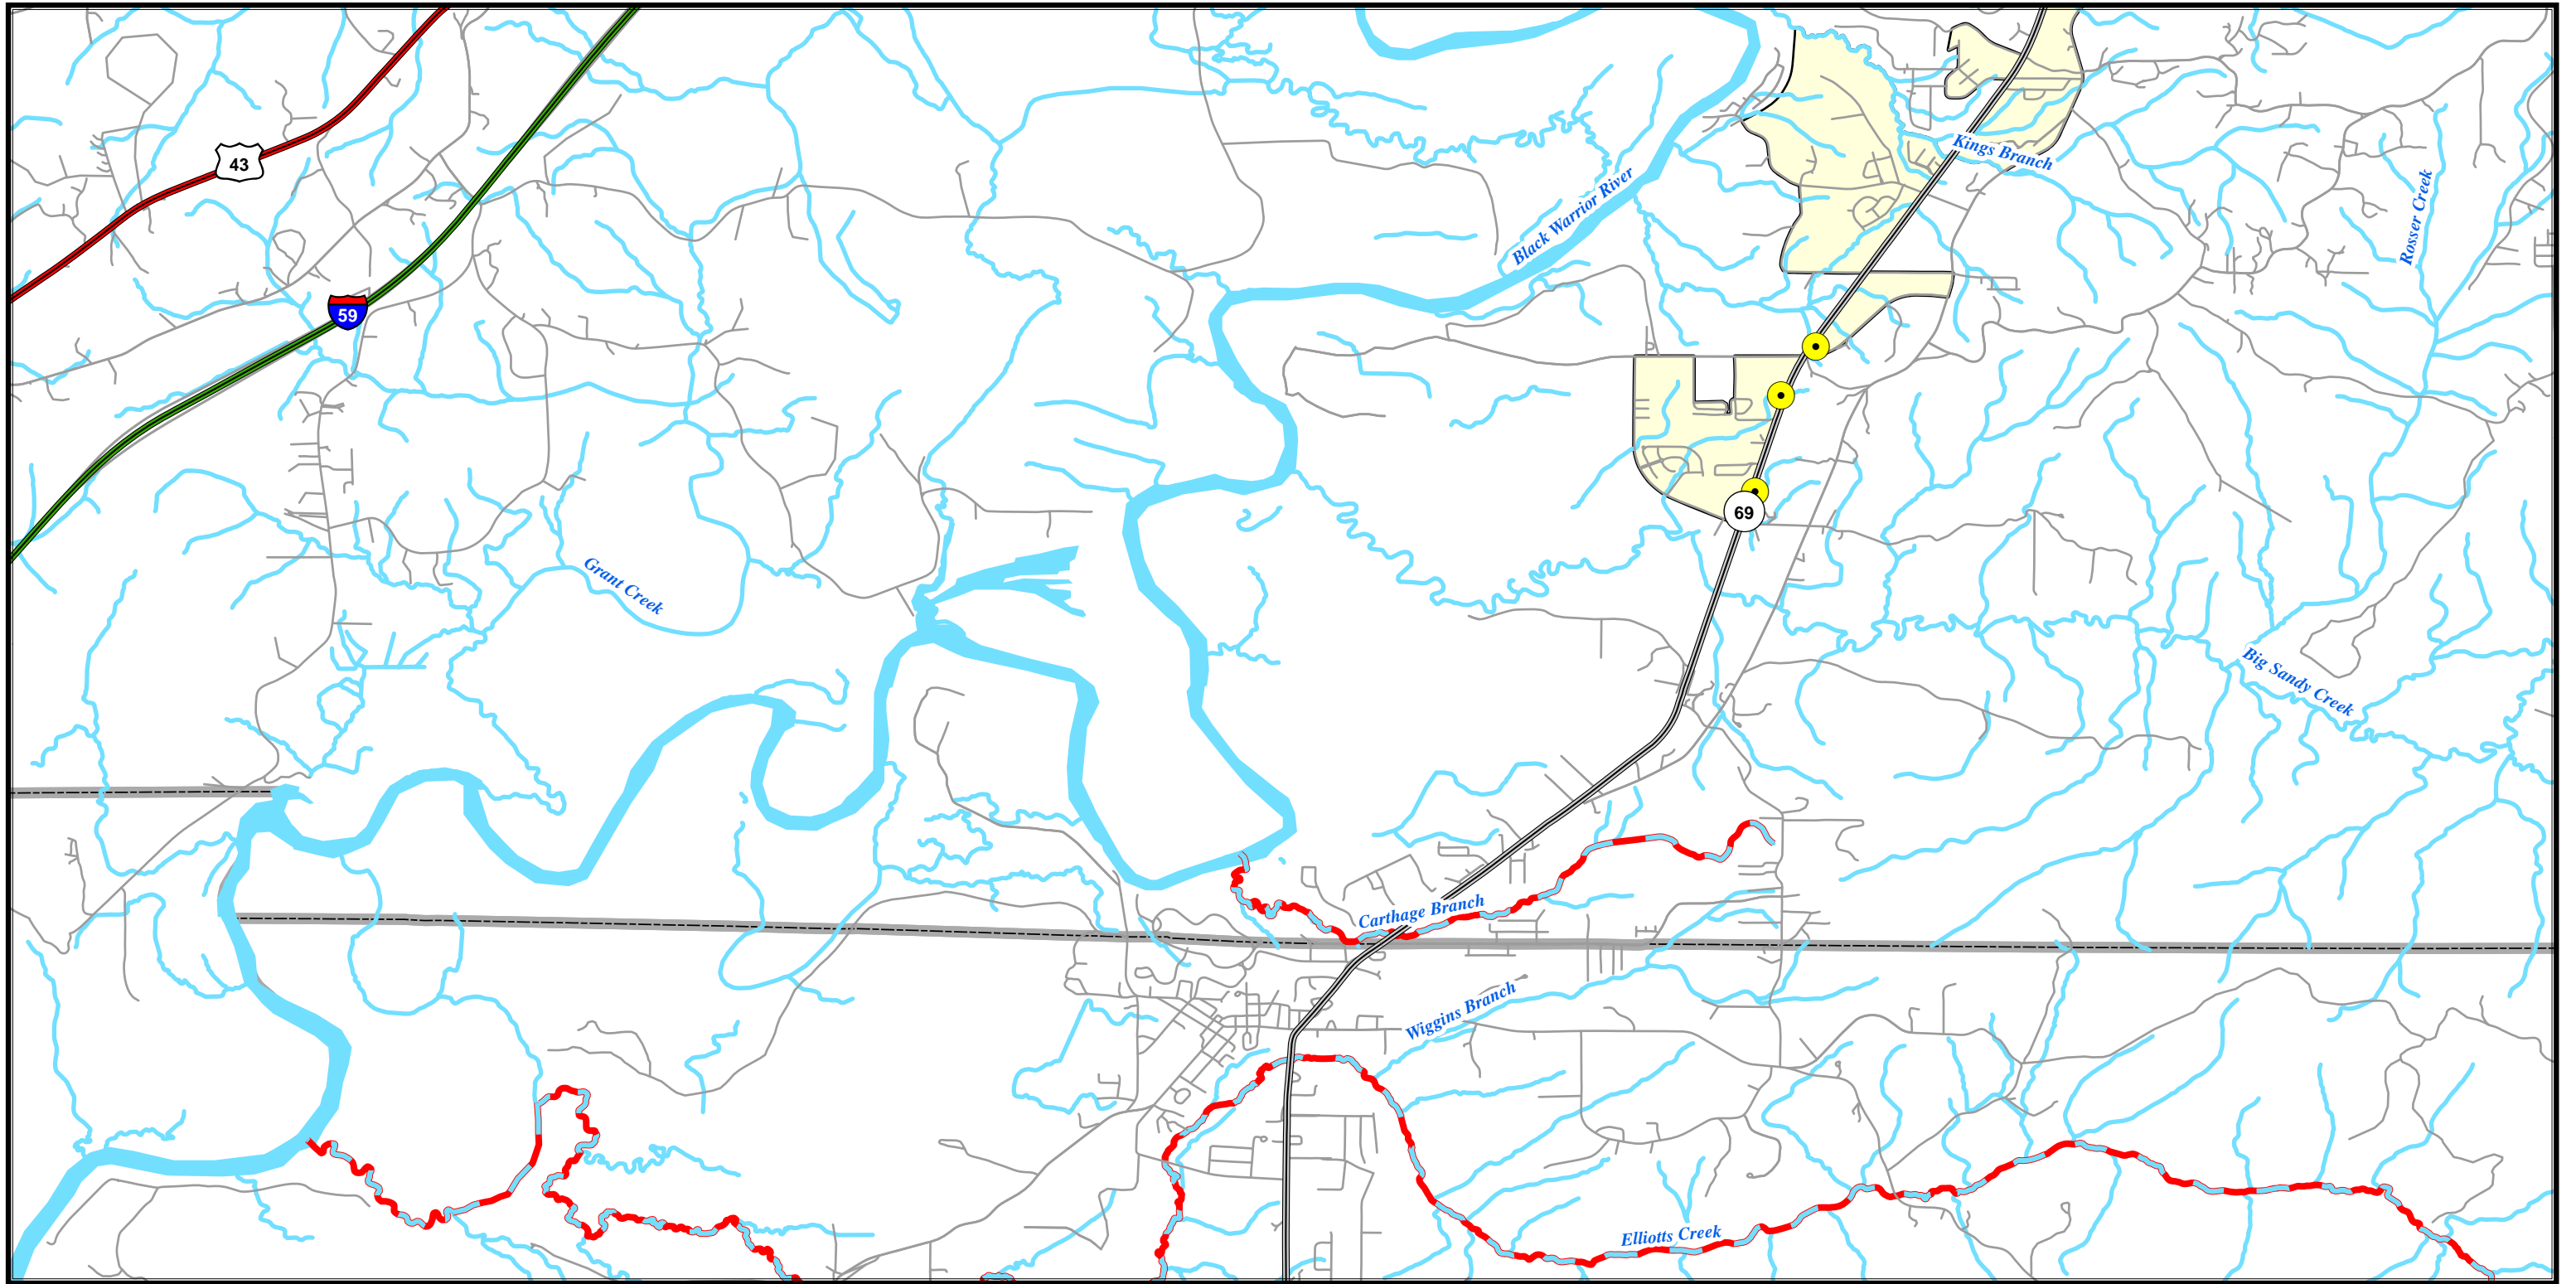 43
Kings Branch
Rosser Creek
Black Warrior River
59
69
Grant Creek
Big Sandy Creek
Carthage Branch
Wiggins Branch
Elliotts Creek